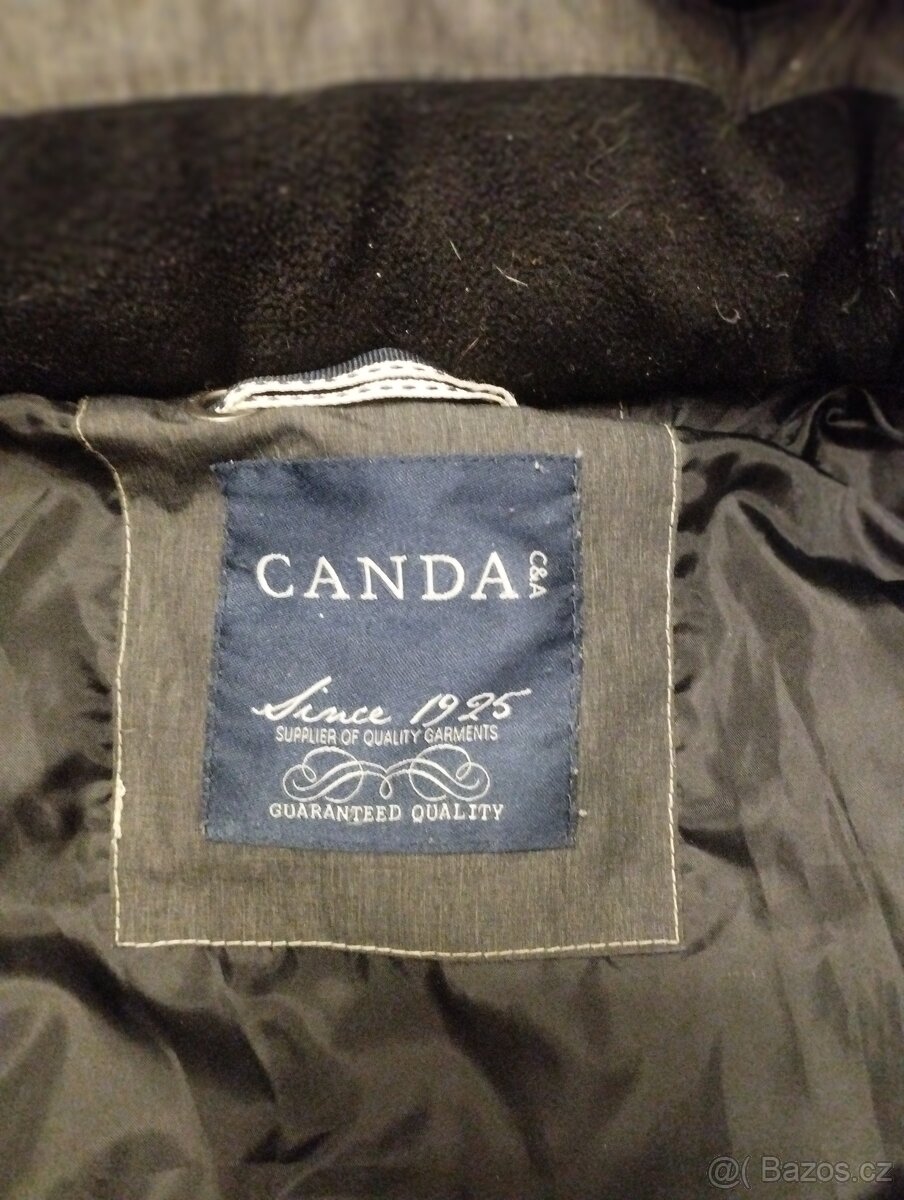 CANDA C&A
Since 1925
SUPPLIER OF QUALITY GARMENTS
GUARANTEED QUALITY
@( Bazos.cz